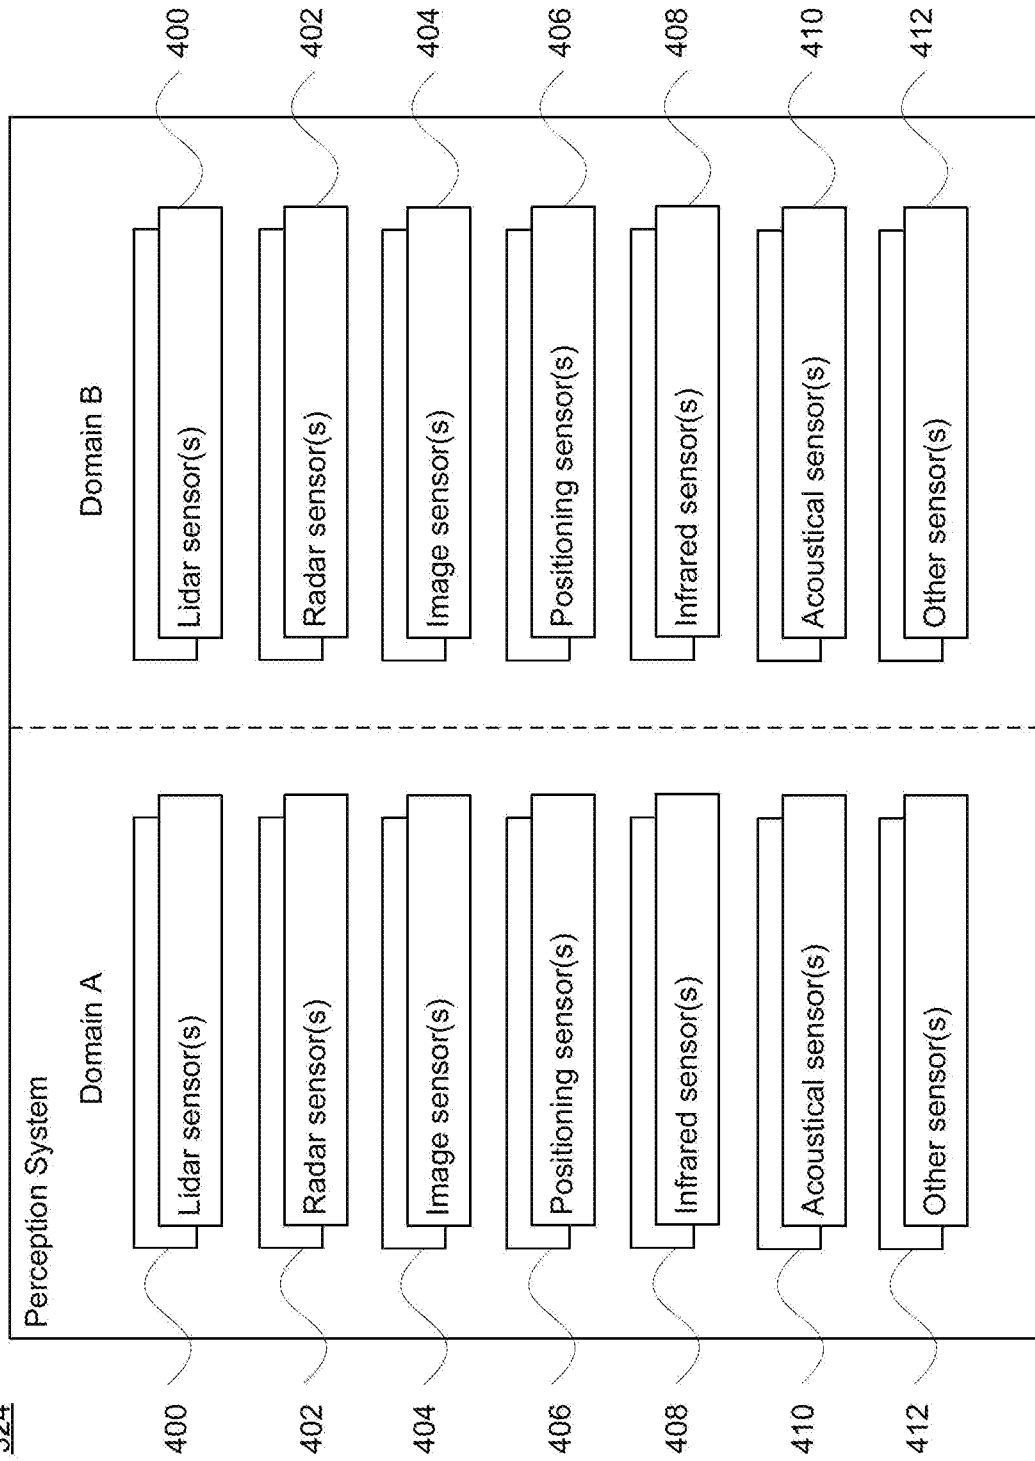 Perception System
Domain A Domain B
400 Lidar sensor(s) Lidar sensor(s) 400
402 Radar sensor(s) Radar sensor(s) 402
404 Image sensor(s) Image sensor(s) 404
406 Positioning sensor(s) Positioning sensor(s) 406
408 Infrared sensor(s) Infrared sensor(s) 408
410 Acoustical sensor(s) Acoustical sensor(s) 410
412 Other sensor(s) Other sensor(s) 412